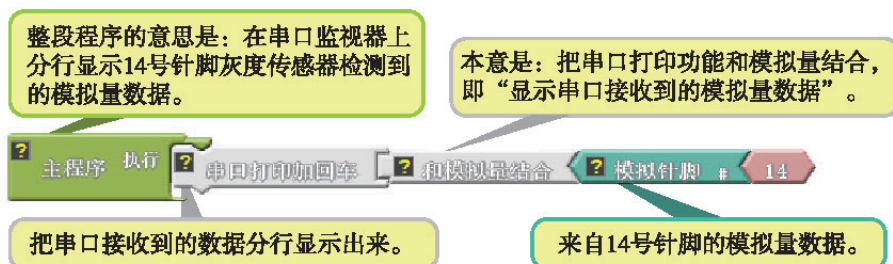 整段程序的意思是：在串口监视器上
分行显示14号针脚灰度传感器检测到
的模拟量数据。
本意是：把串口打印功能和模拟量结合，
即“显示串口接收到的模拟量数据”。
? 主程序 执行 ? 串口打印加回车 ? 和模拟量结合 ? 模拟针脚 # 14
把串口接收到的数据分行显示出来。
来自14号针脚的模拟量数据。